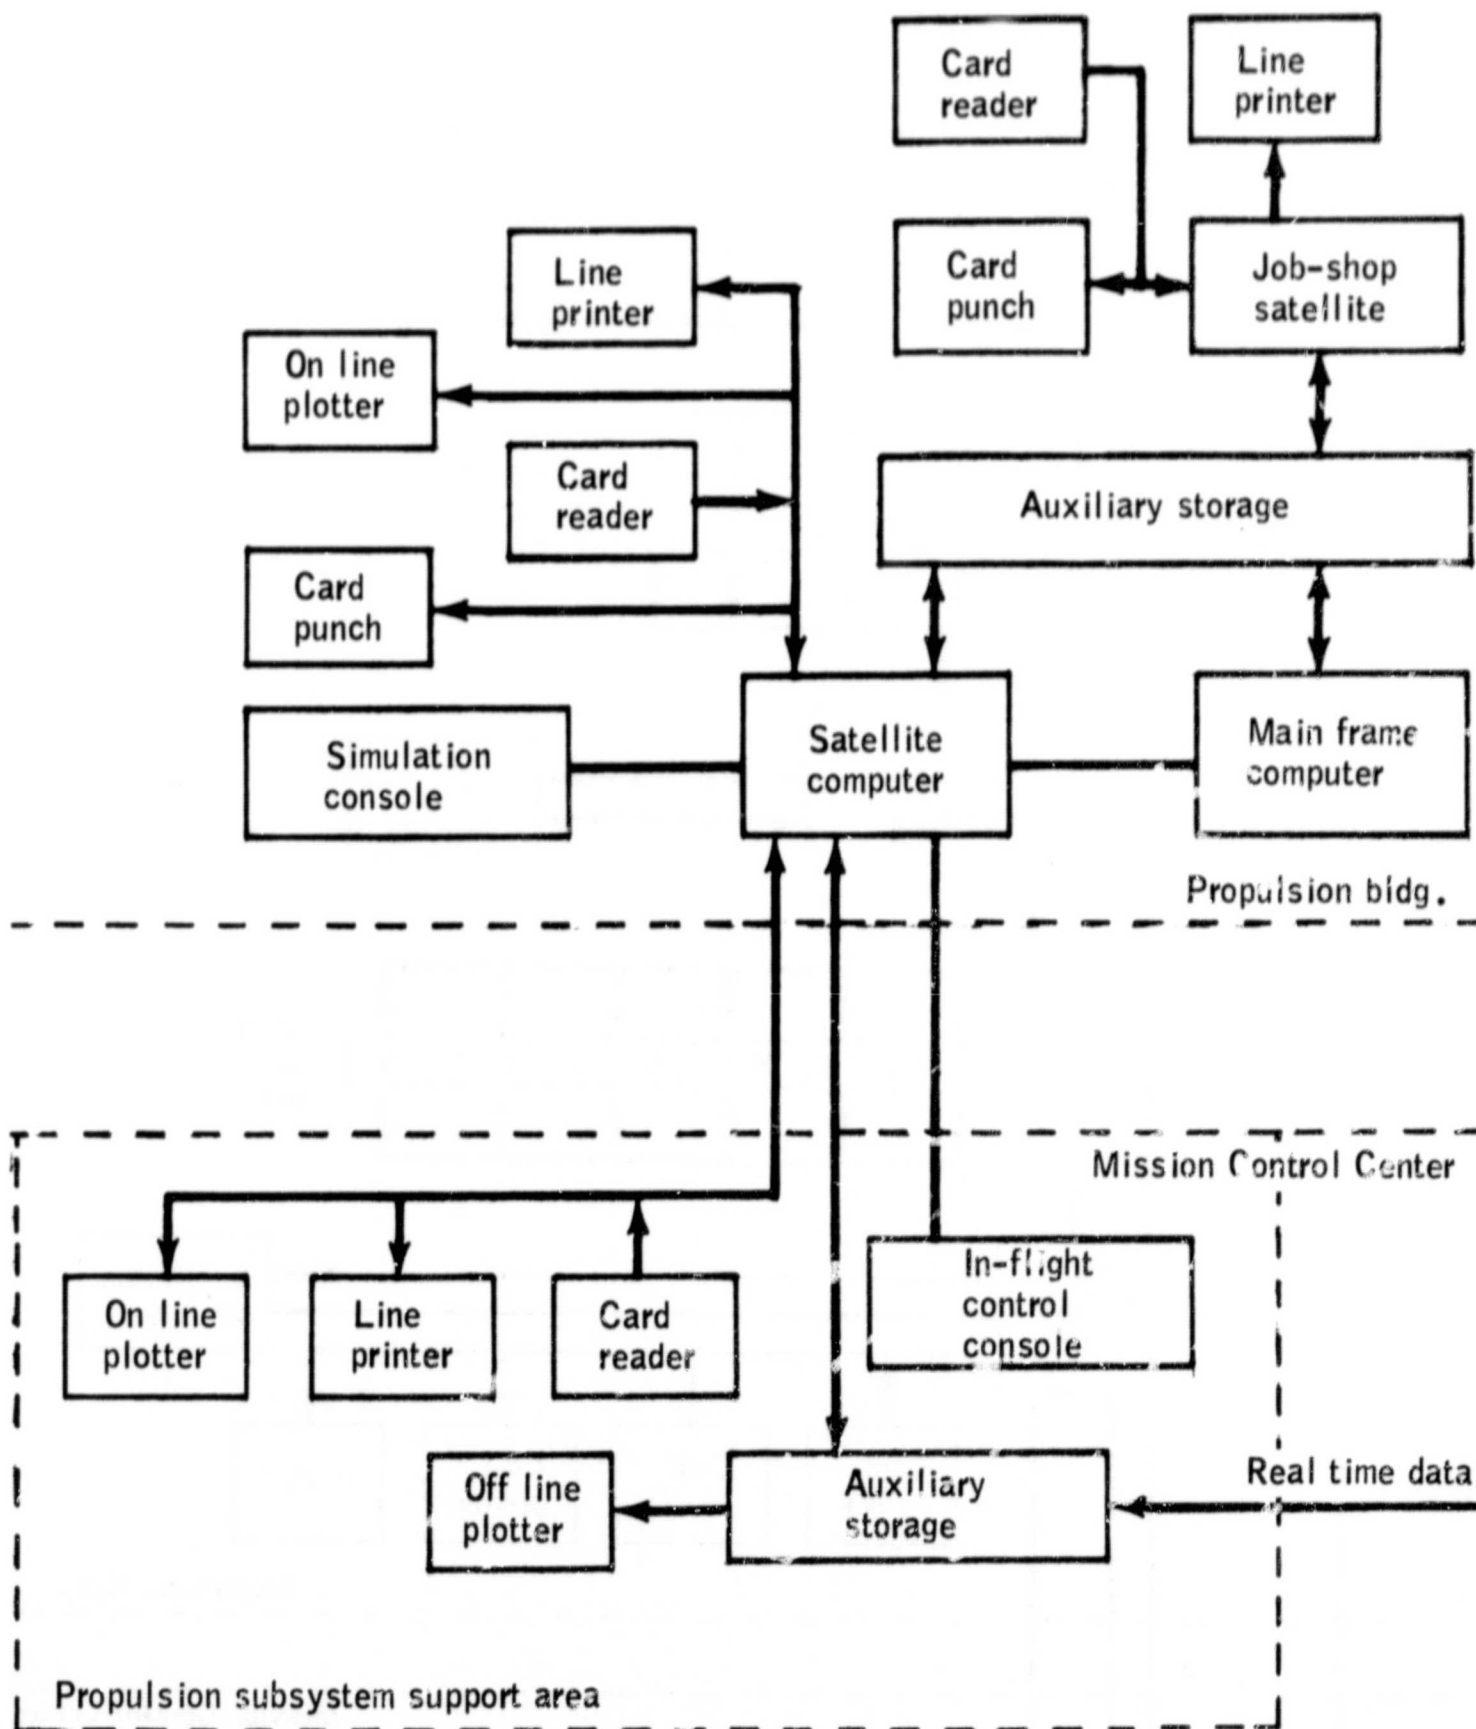 Card
reader
Line
printer
Line
printer
Card
punch
Job-shop
satellite
On line
plotter
Card
reader
Auxiliary storage
Card
punch
Simulation
console
Satellite
computer
Main frame
computer
Propulsion bldg.
Mission Control Center
On line
plotter
Line
printer
Card
reader
In-flight
control
console
Off line
plotter
Auxiliary
storage
Real time data
Propulsion subsystem support area